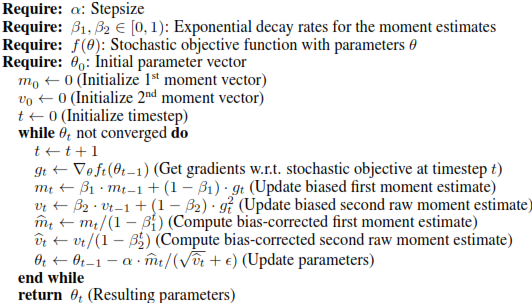 Require: α: Stepsize
Require: β₁, β₂ ∈ [0, 1): Exponential decay rates for the moment estimates
Require: f(θ): Stochastic objective function with parameters θ
Require: θ₀: Initial parameter vector
m₀ ← 0 (Initialize 1ˢᵗ moment vector)
v₀ ← 0 (Initialize 2ⁿᵈ moment vector)
t ← 0 (Initialize timestep)
while θₜ not converged do
t ← t + 1
gₜ ← ∇_θ fₜ(θₜ₋₁) (Get gradients w.r.t. stochastic objective at timestep t)
mₜ ← β₁ · mₜ₋₁ + (1 − β₁) · gₜ (Update biased first moment estimate)
vₜ ← β₂ · vₜ₋₁ + (1 − β₂) · gₜ² (Update biased second raw moment estimate)
m̂ₜ ← mₜ/(1 − β₁ᵗ) (Compute bias-corrected first moment estimate)
v̂ₜ ← vₜ/(1 − β₂ᵗ) (Compute bias-corrected second raw moment estimate)
θₜ ← θₜ₋₁ − α · m̂ₜ/(√v̂ₜ + ϵ) (Update parameters)
end while
return θₜ (Resulting parameters)